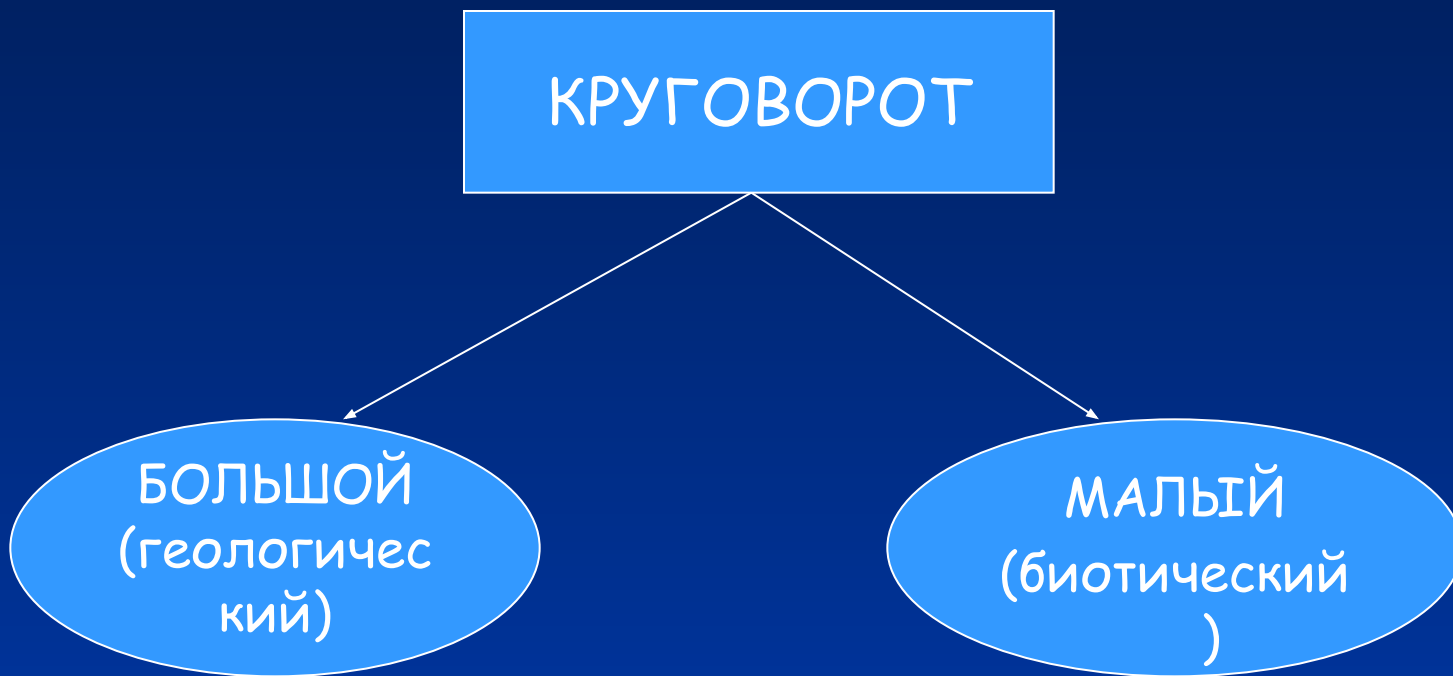 КРУГОВОРОТ
БОЛЬШОЙ
(геологичес
кий)
МАЛЫЙ
(биотический
)